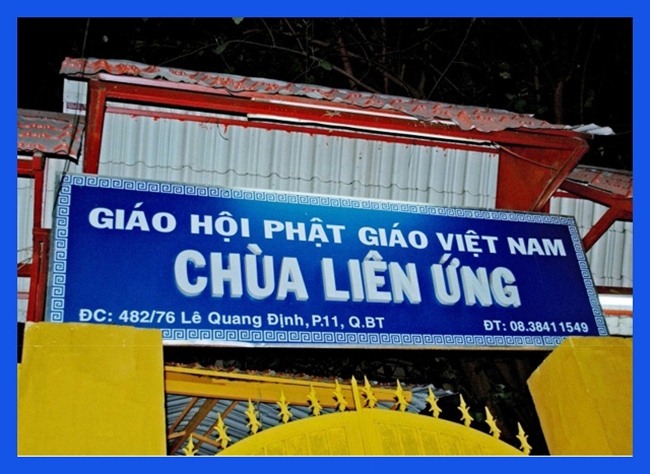 GIÁO HỘI PHẬT GIÁO VIỆT NAM
CHÙA LIÊN ỨNG
ĐC: 482/76 Lê Quang Định, P.11, Q.BT ĐT: 08.38411549